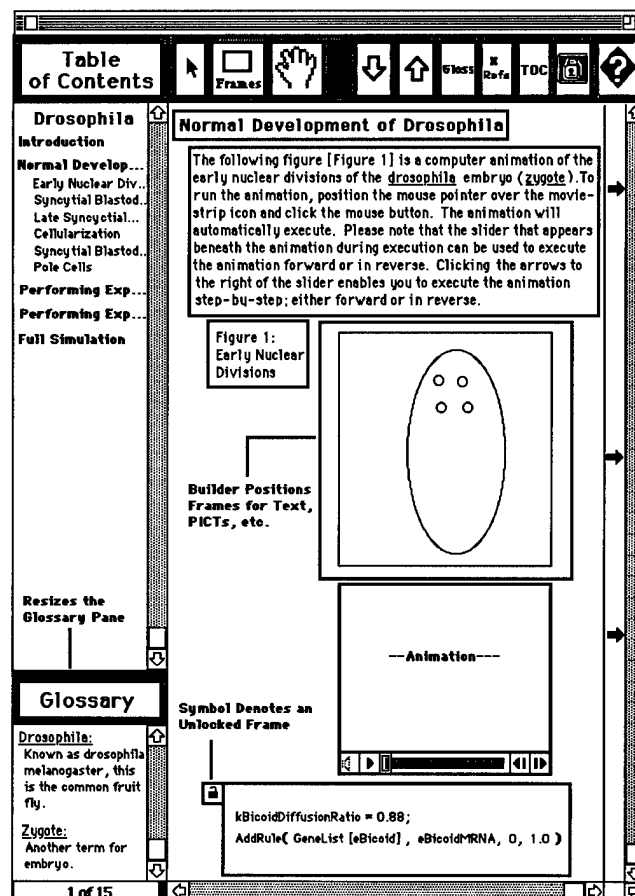 Table
of Contents
Frames
Gloss
X
Refs
TOC
?
Drosophila
Introduction
Normal Develop...
Early Nuclear Div..
Syncytial Blastod..
Late Syncyctial...
Cellularization
Syncytial Blastod..
Pole Cells
Performing Exp...
Performing Exp...
Full Simulation
Resizes the
Glossary Pane
Glossary
Drosophila:
Known as drosophila
melanogaster, this
is the common fruit
fly.
Zygote:
Another term for
embryo.
1 of 15
Normal Development of Drosophila
The following figure [Figure 1] is a computer animation of the
early nuclear divisions of the drosophila embryo (zygote).To
run the animation, position the mouse pointer over the movie-
strip icon and click the mouse button. The animation will
automatically execute. Please note that the slider that appears
beneath the animation during execution can be used to execute
the animation forward or in reverse. Clicking the arrows to
the right of the slider enables you to execute the animation
step-by-step; either forward or in reverse.
Figure 1:
Early Nuclear
Divisions
Builder Positions
Frames for Text,
PICTs, etc.
--Animation---
Symbol Denotes an
Unlocked Frame
kBicoidDiffusionRatio = 0.88;
AddRule( GeneList [eBicoid] , eBicoidMRNA, 0, 1.0 )